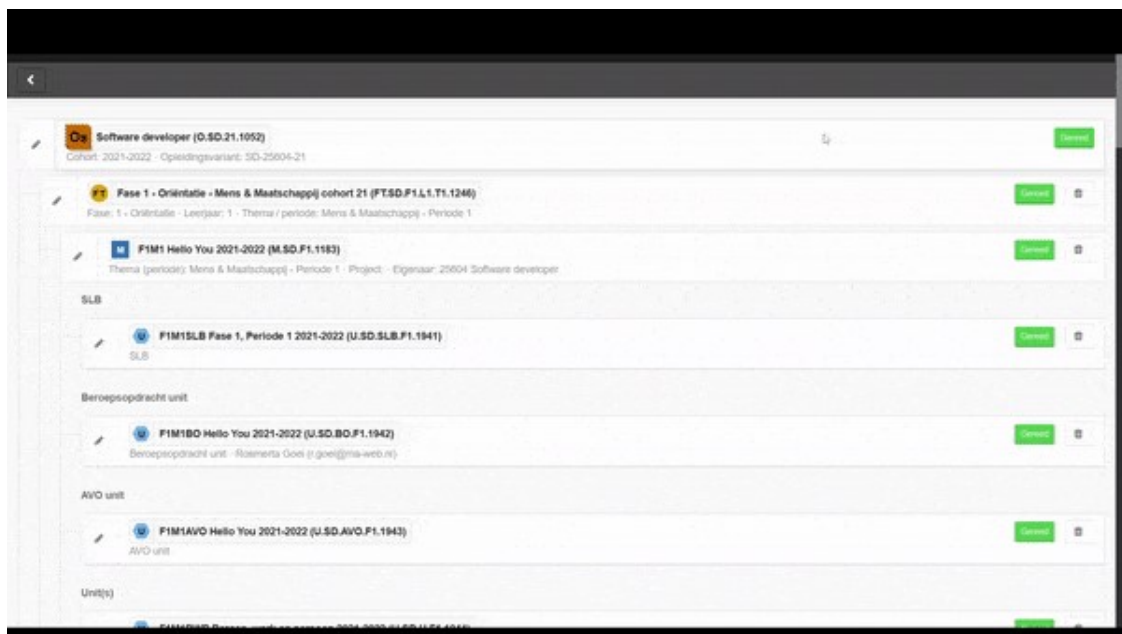 Os Software developer (O.SD.21.1052) Gereed
Cohort: 2021-2022 - Opleidingsvariant: SD-25604-21
FT Fase 1 - Oriëntatie - Mens & Maatschappij cohort 21 (FT.SD.F1.L1.T1.1246) Gereed
Fase: 1 - Oriëntatie - Leerjaar: 1 - Thema / periode: Mens & Maatschappij - Periode 1
M F1M1 Hello You 2021-2022 (M.SD.F1.1183) Gereed
Thema (periode): Mens & Maatschappij - Periode 1 - Project - Eigenaar: 25604 Software developer
SLB
U F1M1SLB Fase 1, Periode 1 2021-2022 (U.SD.SLB.F1.1941) Gereed
SLB
Beroepsopdracht unit
U F1M1BO Hello You 2021-2022 (U.SD.BO.F1.1942) Gereed
Beroepsopdracht unit - Rosmerta Goei (r.goei@ma-web.nl)
AVO unit
U F1M1AVO Hello You 2021-2022 (U.SD.AVO.F1.1943) Gereed
AVO unit
Unit(s)